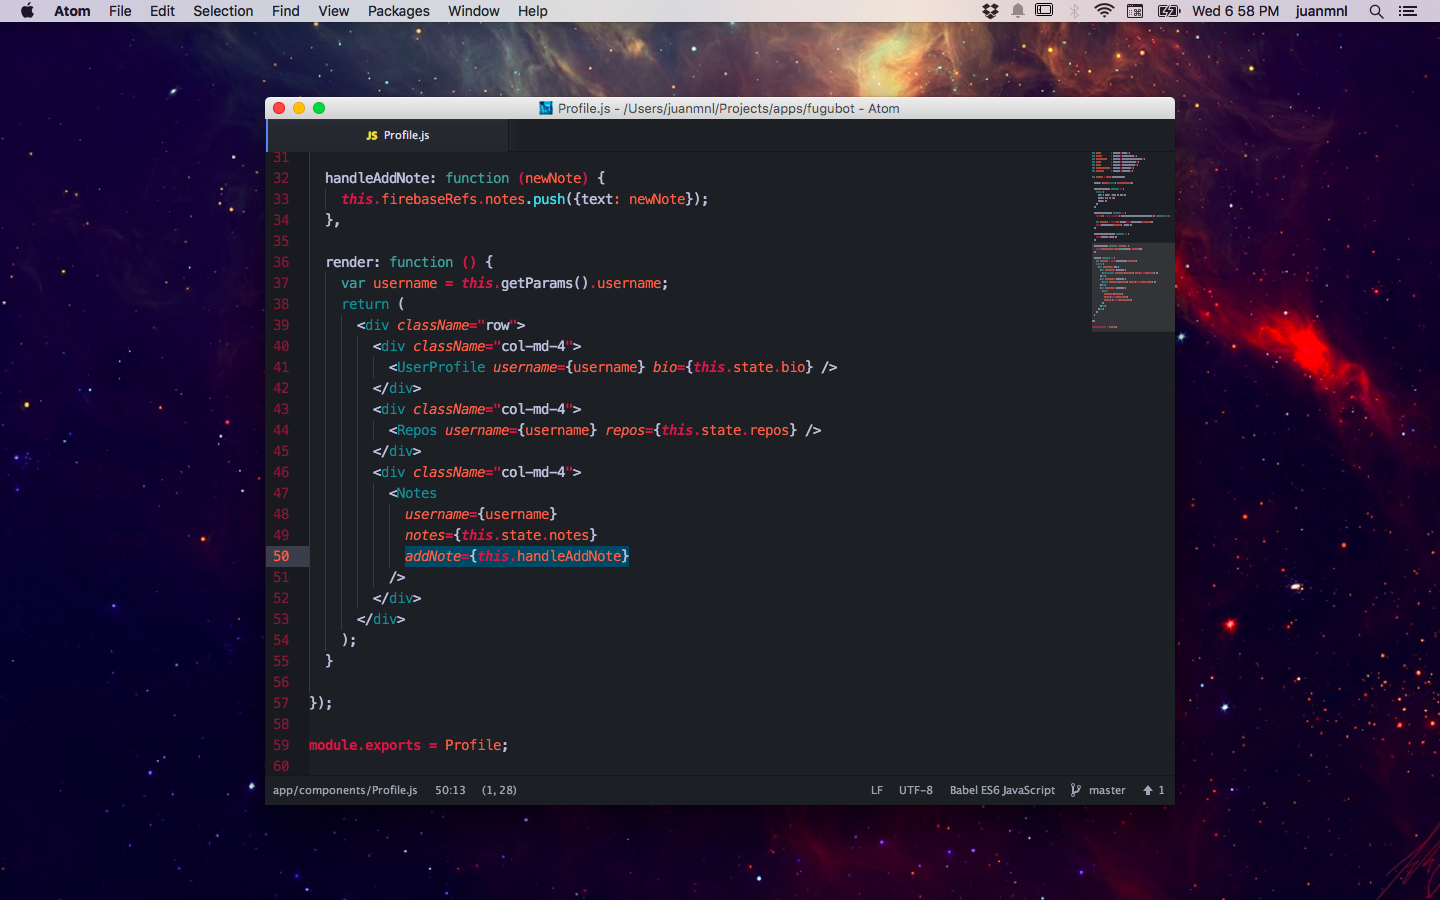 Atom File Edit Selection Find View Packages Window Help Wed 6 58 PM juanmnl
Profile.js - /Users/juanmnl/Projects/apps/fugubot - Atom
JS Profile.js
31
32 handleAddNote: function (newNote) {
33 this.firebaseRefs.notes.push({text: newNote});
34 },
35
36 render: function () {
37 var username = this.getParams().username;
38 return (
39 <div className="row">
40 <div className="col-md-4">
41 <UserProfile username={username} bio={this.state.bio} />
42 </div>
43 <div className="col-md-4">
44 <Repos username={username} repos={this.state.repos} />
45 </div>
46 <div className="col-md-4">
47 <Notes
48 username={username}
49 notes={this.state.notes}
50 addNote={this.handleAddNote}
51 />
52 </div>
53 </div>
54 );
55 }
56
57 });
58
59 module.exports = Profile;
60
app/components/Profile.js 50:13 (1, 28) LF UTF-8 Babel ES6 JavaScript master 1